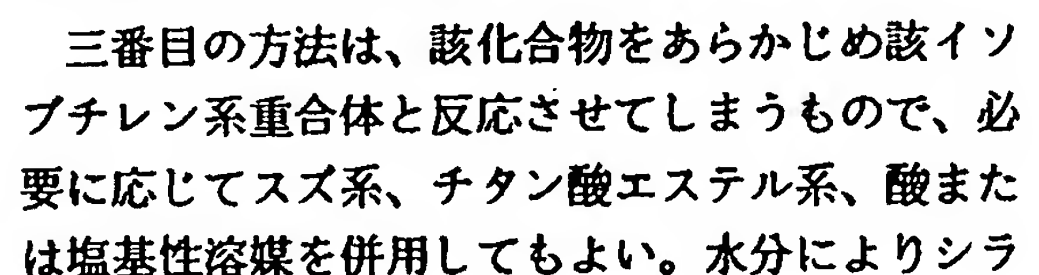 三番目の方法は、該化合物をあらかじめ該イソ
ブチレン系重合体と反応させてしまうもので、必
要に応じてスズ系、チタン酸エステル系、酸また
は塩基性溶媒を併用してもよい。水分によりシラ